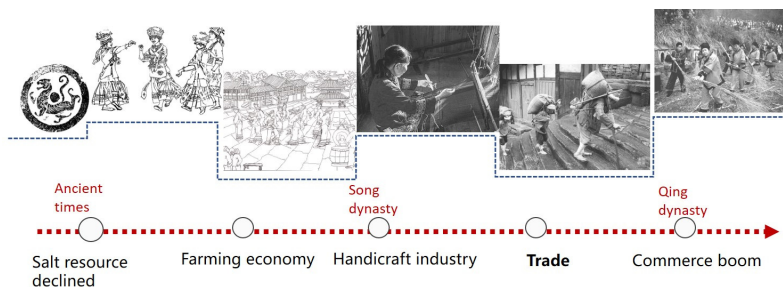 Ancient
times
Song
dynasty
Qing
dynasty
Salt resource
declined
Farming economy
Handicraft industry
Trade
Commerce boom